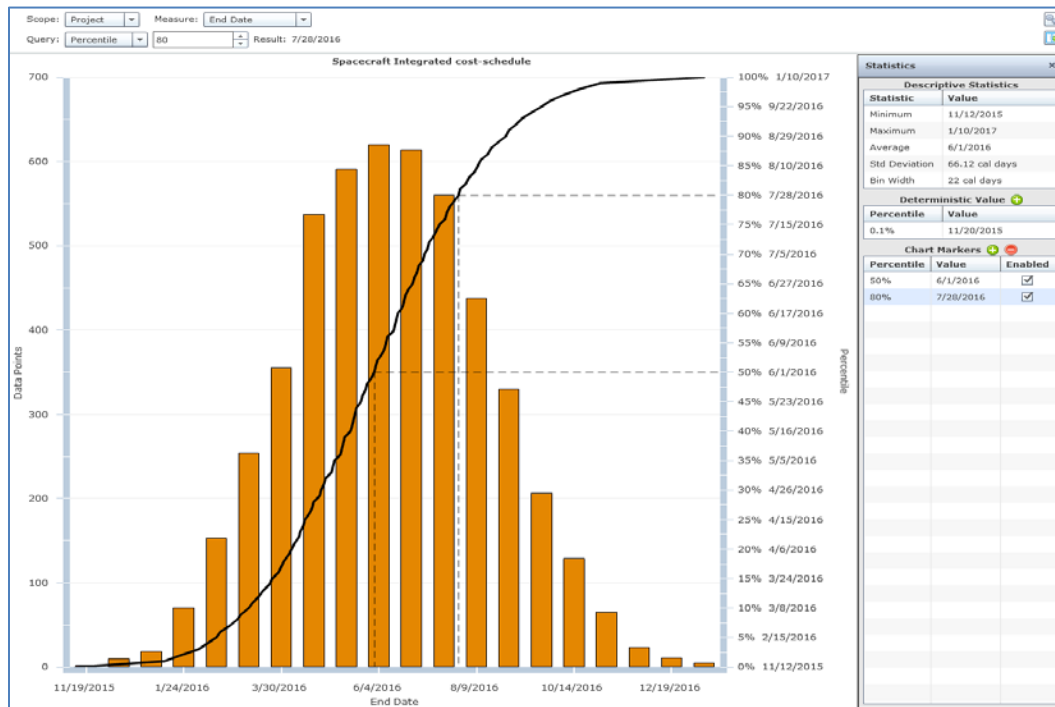 Scope: Project Measure: End Date
Query: Percentile 80 Result: 7/28/2016
Spacecraft Integrated cost-schedule
700
600
500
400
300
200
100
0
Data Points
11/19/2015 1/24/2016 3/30/2016 6/4/2016 8/9/2016 10/14/2016 12/19/2016
End Date
100% 1/10/2017
95% 9/22/2016
90% 8/29/2016
85% 8/10/2016
80% 7/28/2016
75% 7/15/2016
70% 7/5/2016
65% 6/27/2016
60% 6/17/2016
55% 6/9/2016
50% 6/1/2016
45% 5/23/2016
40% 5/16/2016
35% 5/5/2016
30% 4/26/2016
25% 4/15/2016
20% 4/6/2016
15% 3/24/2016
10% 3/8/2016
5% 2/15/2016
0% 11/12/2015
Percentile
Statistics
Descriptive Statistics
Statistic Value
Minimum 11/12/2015
Maximum 1/10/2017
Average 6/1/2016
Std Deviation 66.12 cal days
Bin Width 22 cal days
Deterministic Value
Percentile Value
0.1% 11/20/2015
Chart Markers
Percentile Value Enabled
50% 6/1/2016
80% 7/28/2016